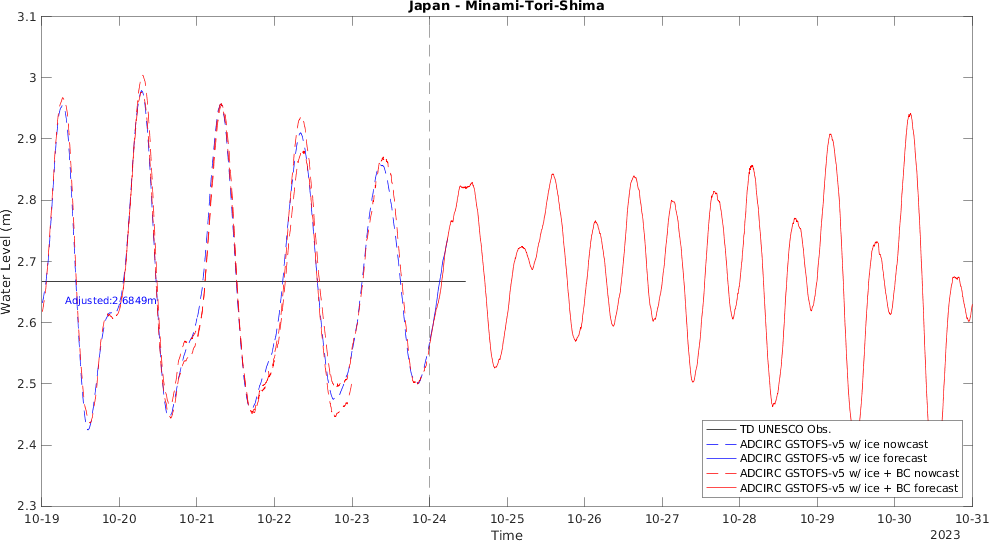 Japan - Minami-Tori-Shima
Water Level (m)
3.1
3
2.9
2.8
2.7
2.6
2.5
2.4
2.3
Adjusted:2.6849m
TD UNESCO Obs.
ADCIRC GSTOFS-v5 w/ ice nowcast
ADCIRC GSTOFS-v5 w/ ice forecast
ADCIRC GSTOFS-v5 w/ ice + BC nowcast
ADCIRC GSTOFS-v5 w/ ice + BC forecast
10-19 10-20 10-21 10-22 10-23 10-24 10-25 10-26 10-27 10-28 10-29 10-30 10-31
Time
2023